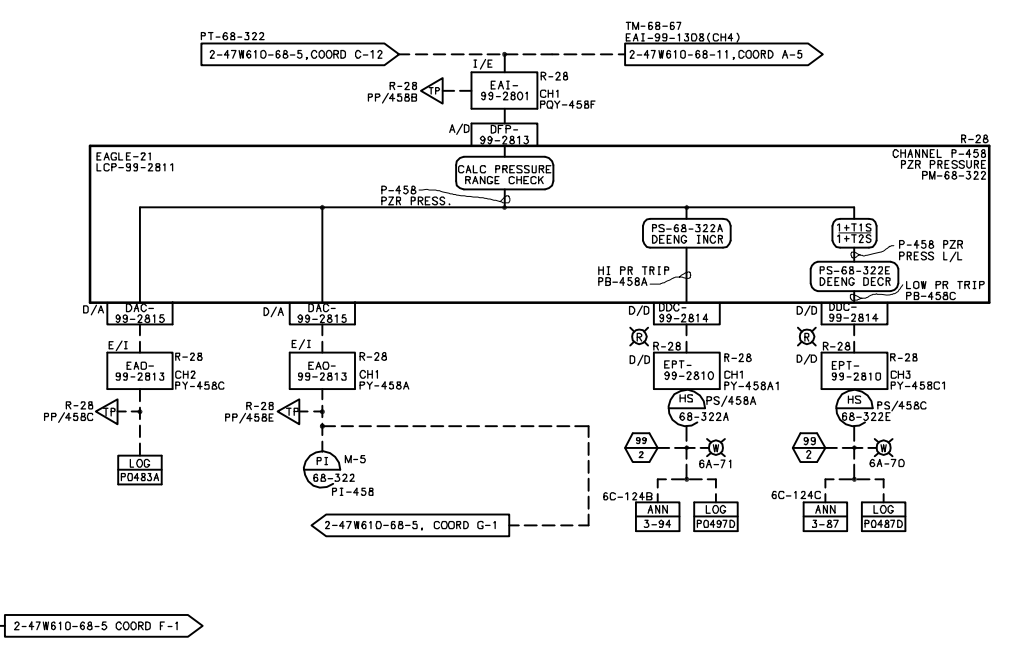 PT-68-322
2-47W610-68-5,COORD C-12
TM-68-67
EAI-99-13D8(CH4)
2-47W610-68-11,COORD A-5
I/E
R-28
PP/458B
TP
EAI-
99-2801
R-28
CH1
PQY-458F
A/D
DFP-
99-2813
R-28
EAGLE-21
LCP-99-2811
CHANNEL P-458
PZR PRESSURE
PM-68-322
CALC PRESSURE
RANGE CHECK
P-458
PZR PRESS.
PS-68-322A
DEENG INCR
1+T1S
1+T2S
P-458 PZR
PRESS L/L
HI PR TRIP
PB-458A
PS-68-322E
DEENG DECR
LOW PR TRIP
PB-458C
D/A
DAC-
99-2815
D/A
DAC-
99-2815
D/D
DDC-
99-2814
D/D
DDC-
99-2814
R
R
E/I
EAO-
99-2813
R-28
CH2
PY-458C
E/I
EAO-
99-2813
R-28
CH1
PY-458A
D/D
R-28
EPT-
99-2810
R-28
CH1
PY-458A1
D/D
R-28
EPT-
99-2810
R-28
CH3
PY-458C1
R-28
PP/458C
TP
R-28
PP/458E
TP
HS
68-322A
PS/458A
HS
68-322E
PS/458C
99
2
W
6A-71
99
2
W
6A-70
LOG
P0483A
PI
68-322
M-5
PI-458
6C-124B
ANN
3-94
LOG
P0497D
6C-124C
ANN
3-87
LOG
P0487D
2-47W610-68-5, COORD G-1
2-47W610-68-5 COORD F-1